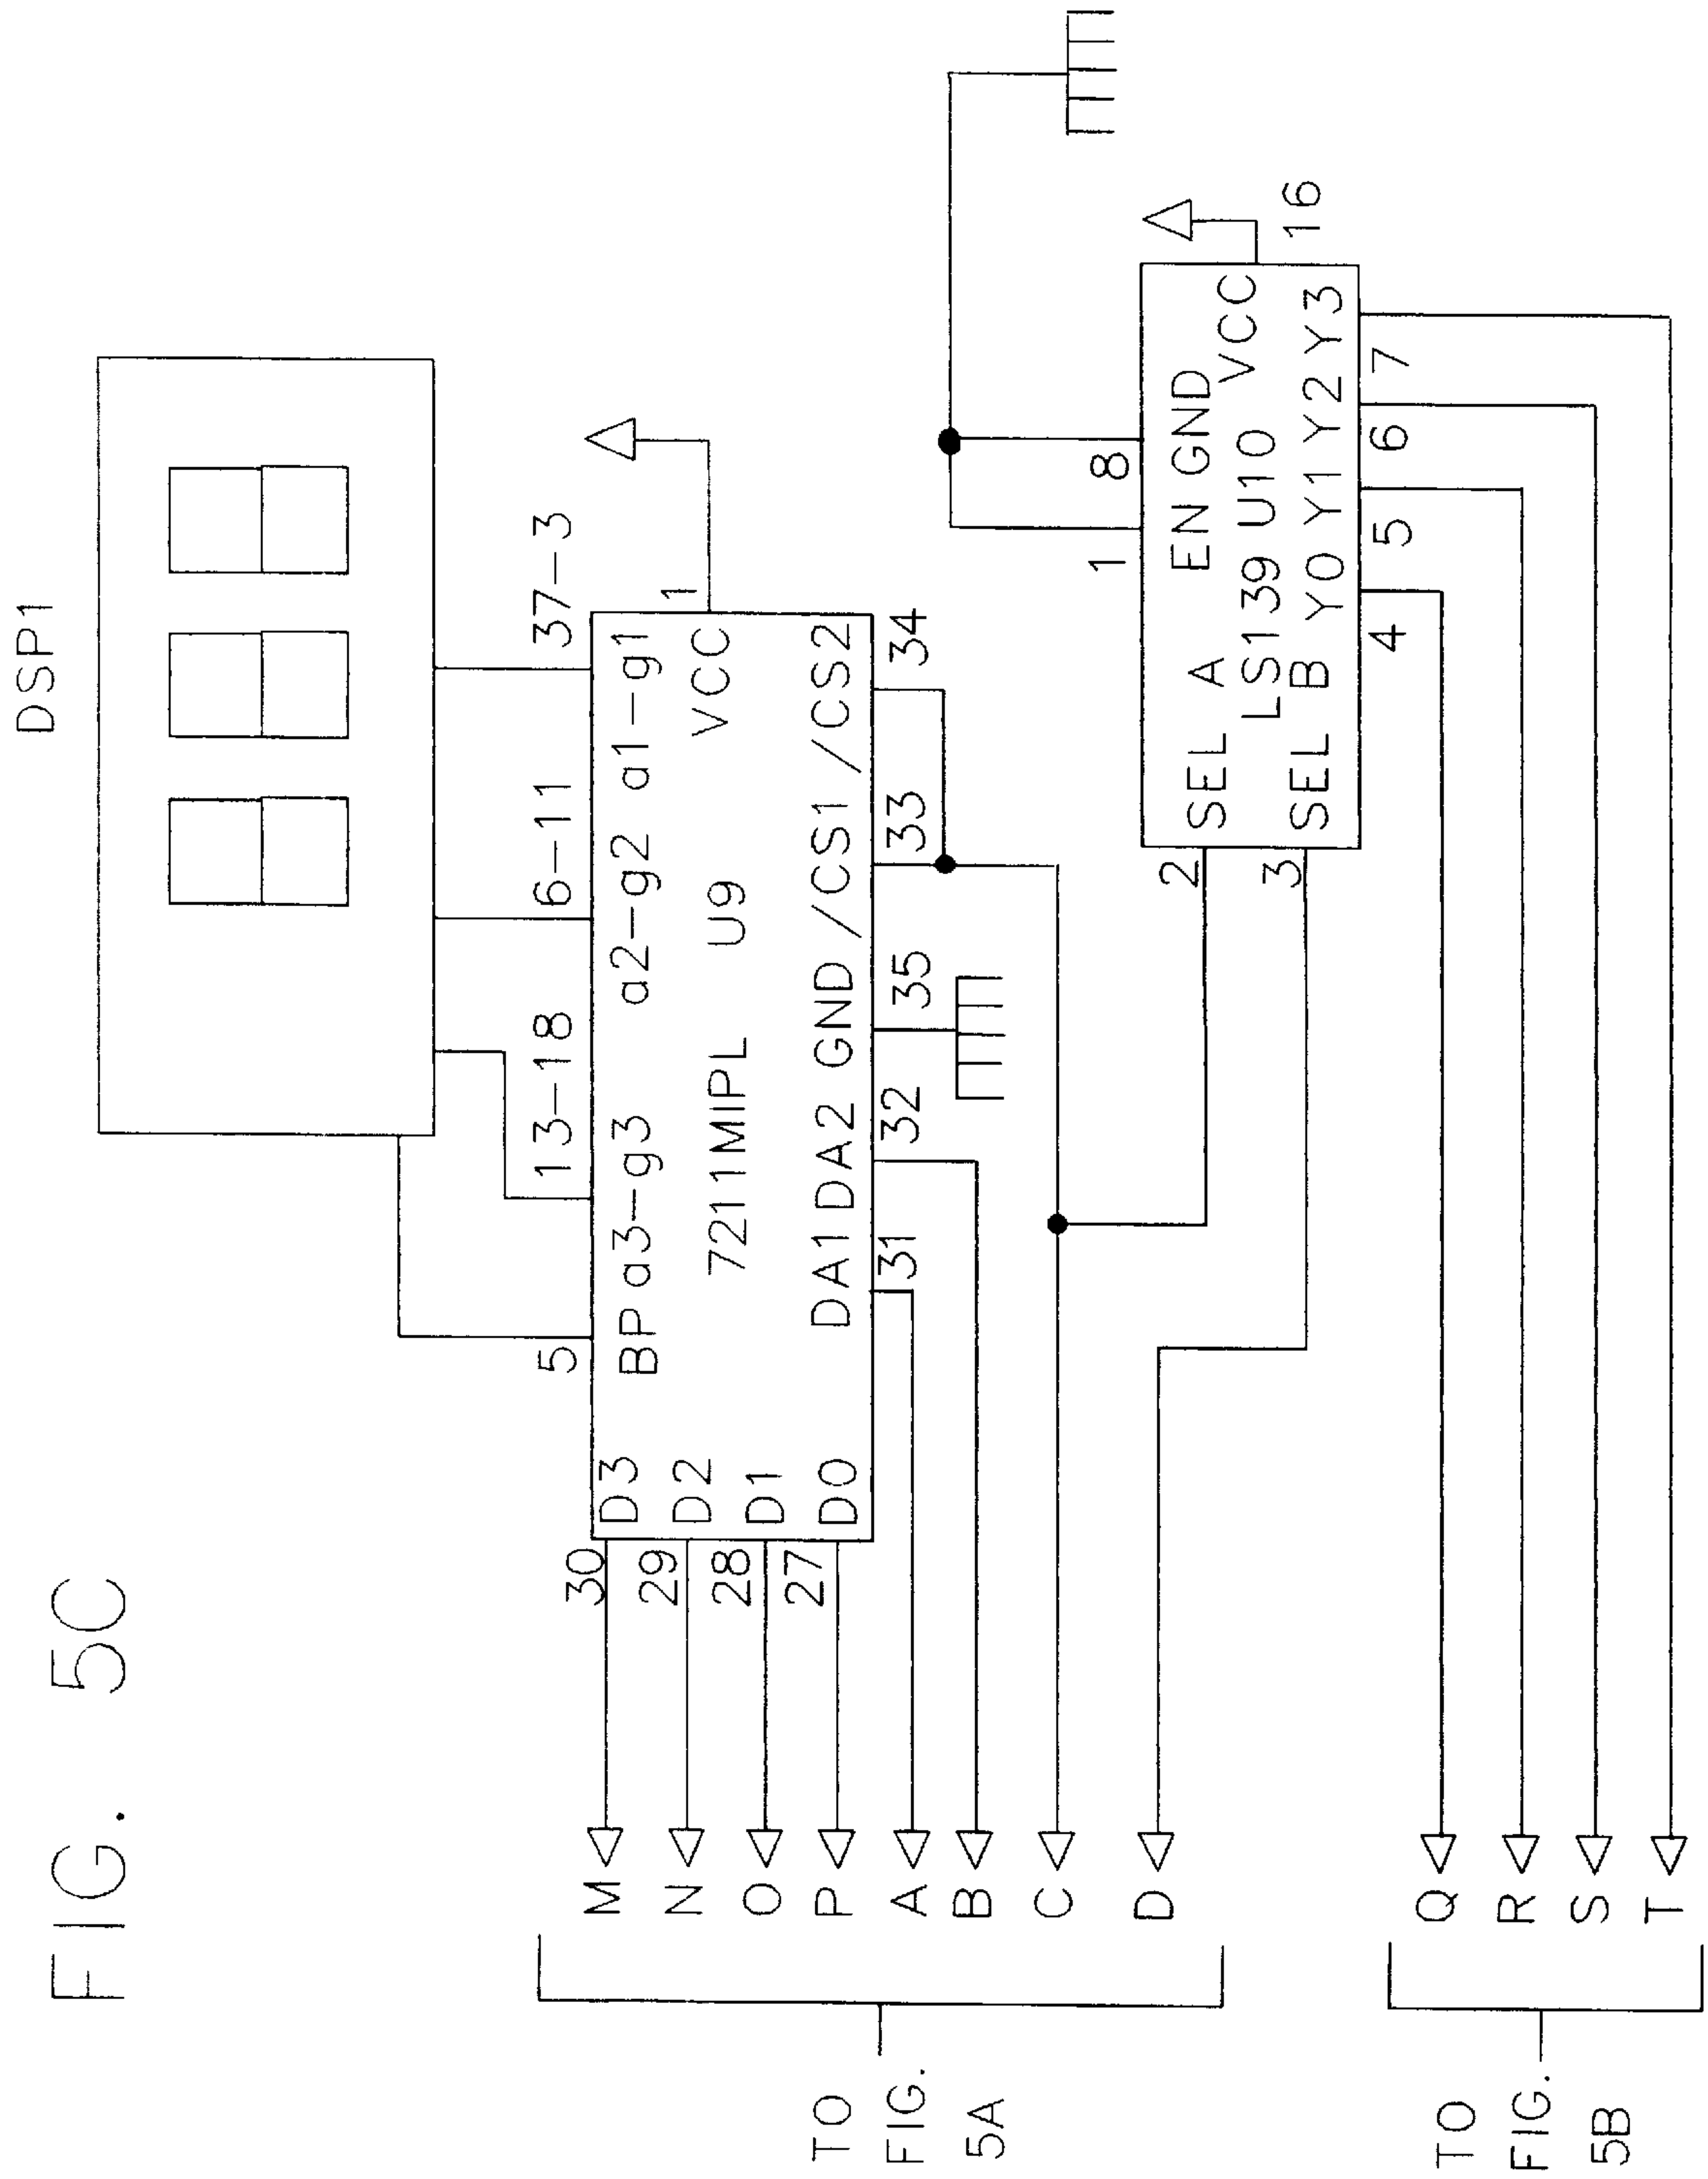 FIG. 5C
DSP1
5
13-18
6-11
37-3
BP
a3-g3
a2-g2
a1-g1
30
D3
29
D2
28
D1
27
D0
7211MIPL U9
VCC
1
DA1
DA2
GND
/CS1
/CS2
31
32
35
33
34
M
N
O
P
A
B
C
D
TO
FIG.
5A
1
8
2
SEL A
EN
GND
LS139 U10
VCC
16
3
SEL B
Y0
Y1
Y2
Y3
4
5
6
7
Q
R
S
T
TO
FIG.
5B